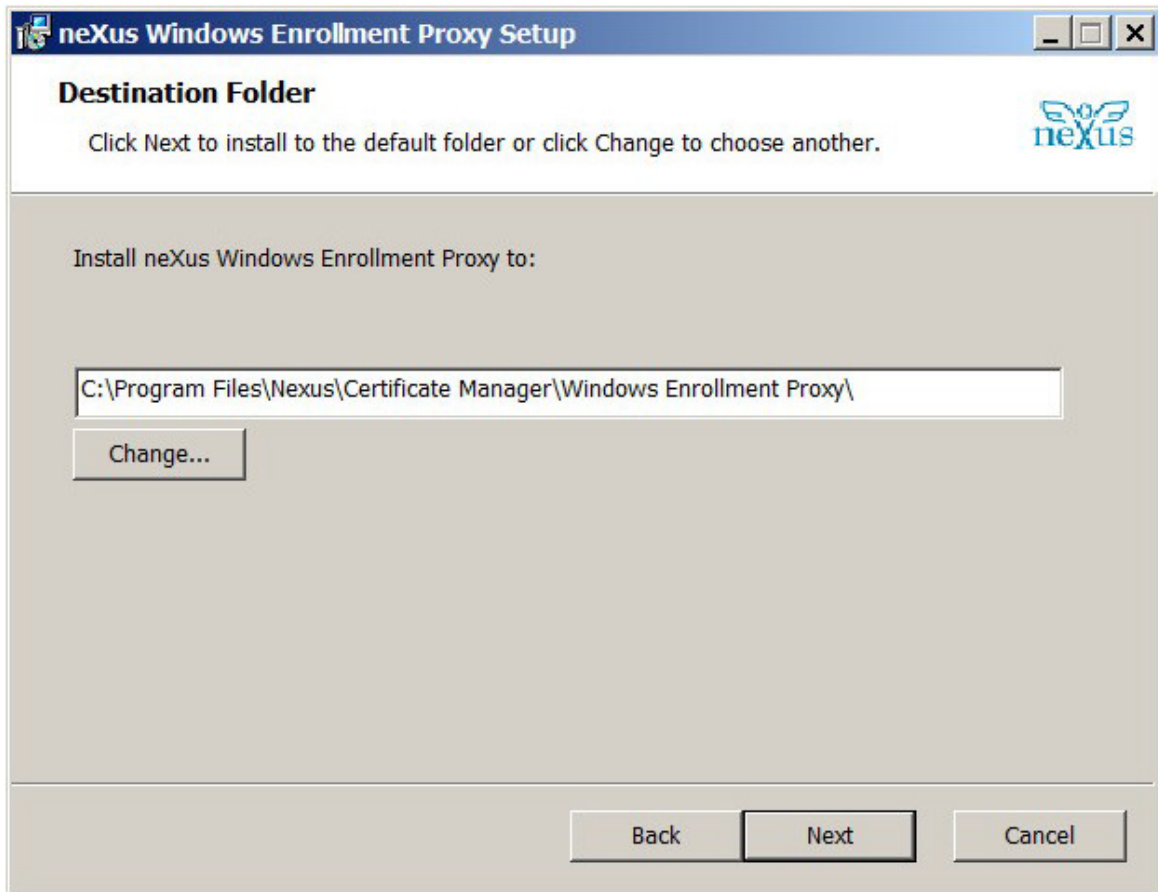 neXus Windows Enrollment Proxy Setup
Destination Folder
Click Next to install to the default folder or click Change to choose another.
neXus
Install neXus Windows Enrollment Proxy to:
C:\Program Files\Nexus\Certificate Manager\Windows Enrollment Proxy\
Change...
Back Next Cancel